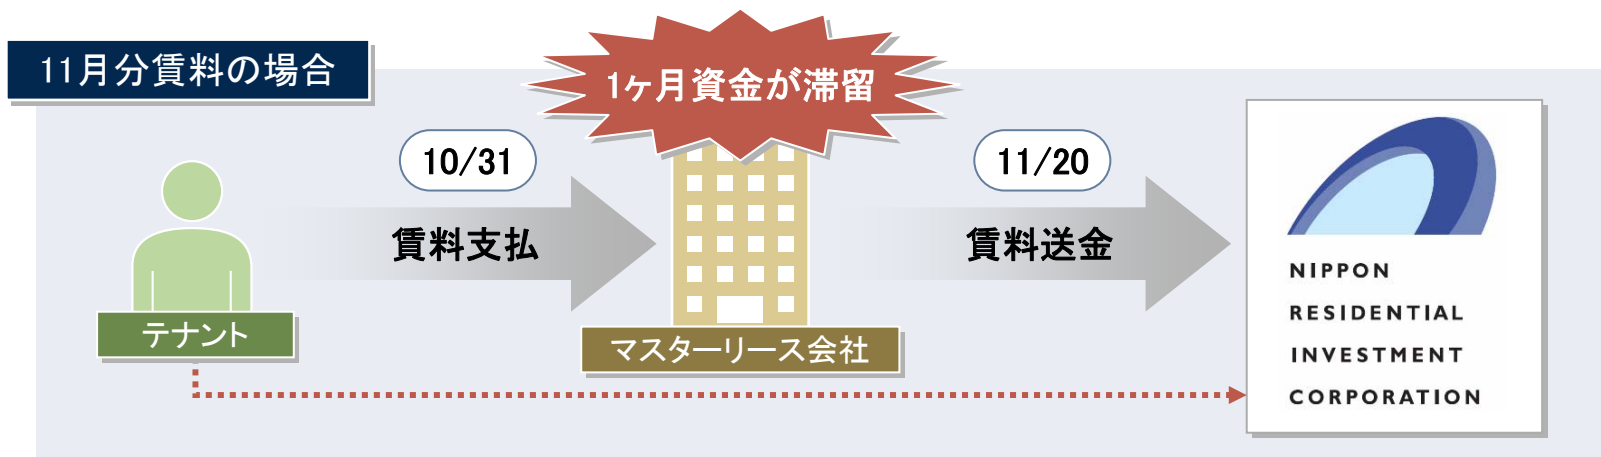 11月分賃料の場合
1ヶ月資金が滞留
10/31
11/20
賃料支払
賃料送金
テナント
マスターリース会社
NIPPON
RESIDENTIAL
INVESTMENT
CORPORATION